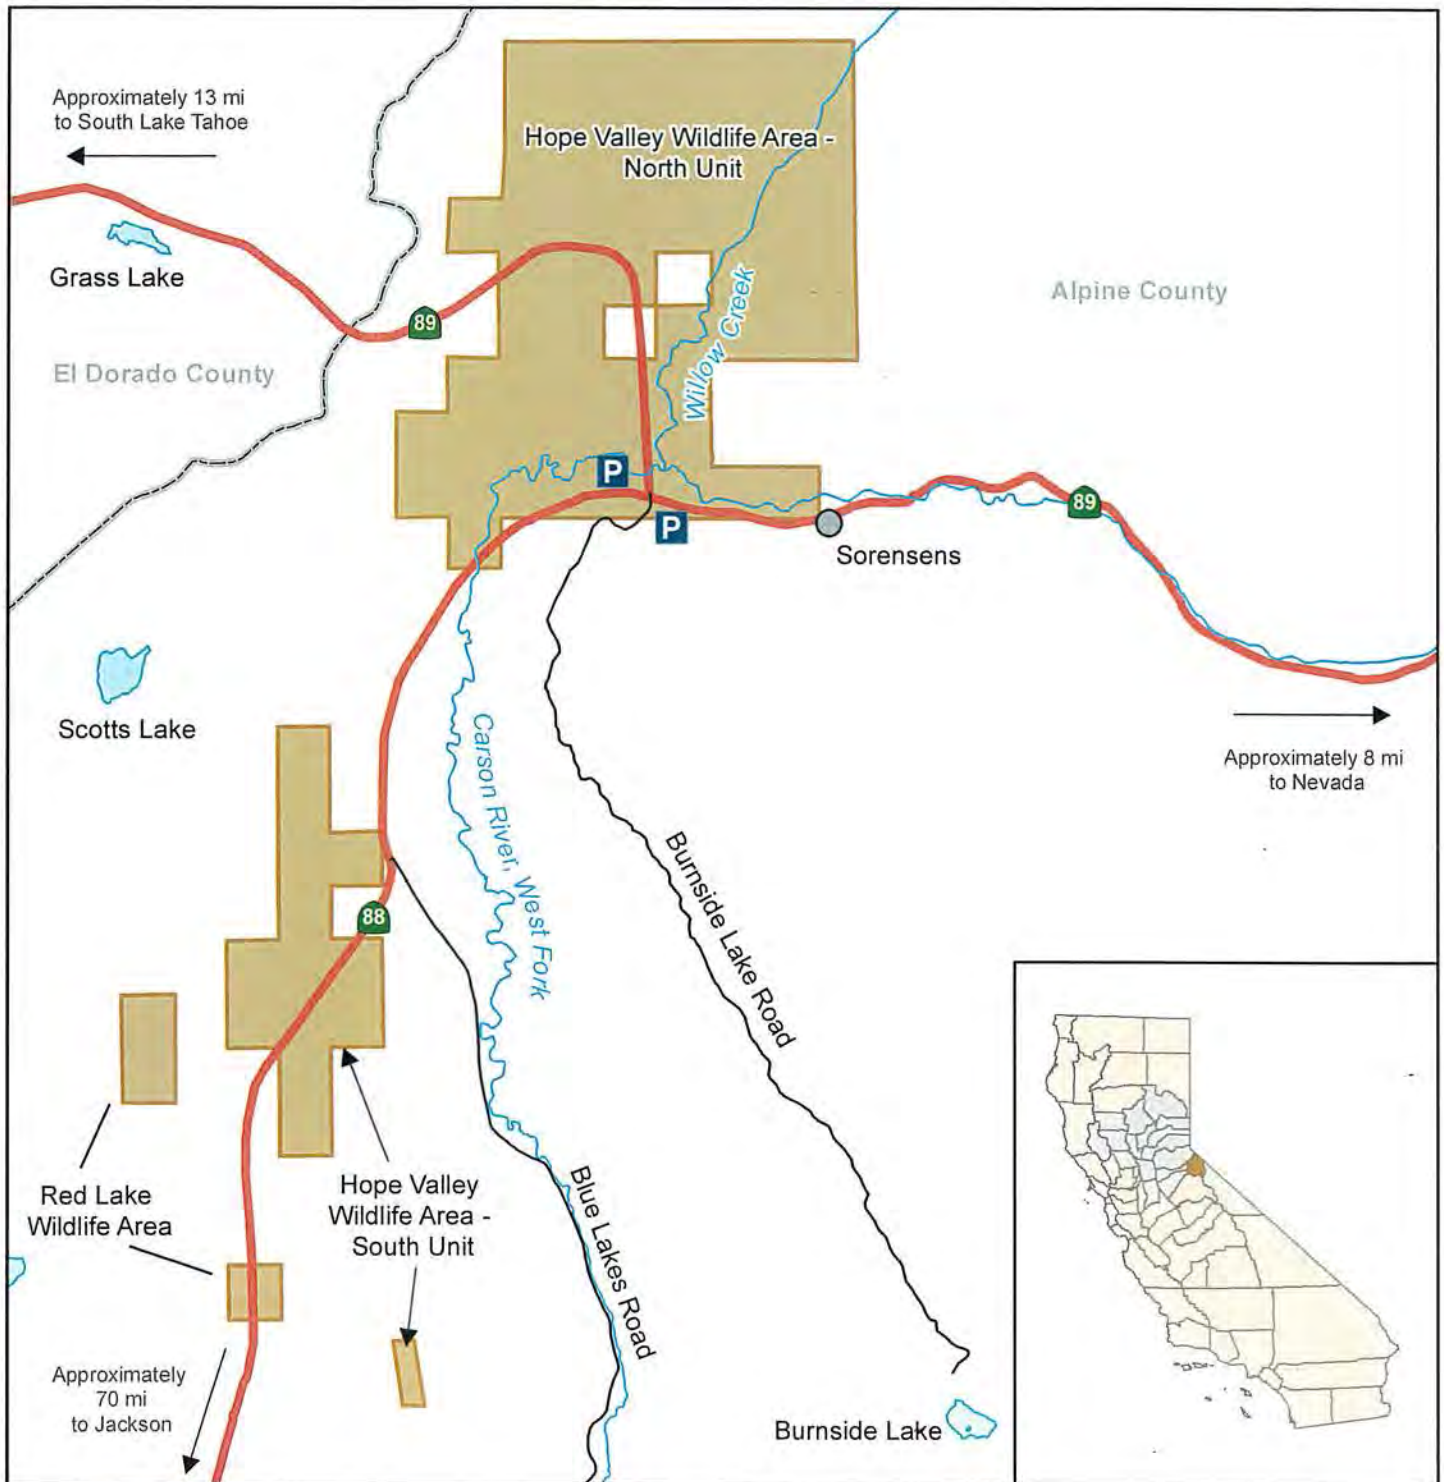 Approximately 13 mi
to South Lake Tahoe
Hope Valley Wildlife Area -
North Unit
Grass Lake
89
Willow Creek
Alpine County
El Dorado County
P
P
89
Sorensens
Scotts Lake
Carson River, West Fork
Approximately 8 mi
to Nevada
Burnside Lake Road
88
Red Lake
Wildlife Area
Hope Valley
Wildlife Area -
South Unit
Blue Lakes Road
Approximately
70 mi
to Jackson
Burnside Lake